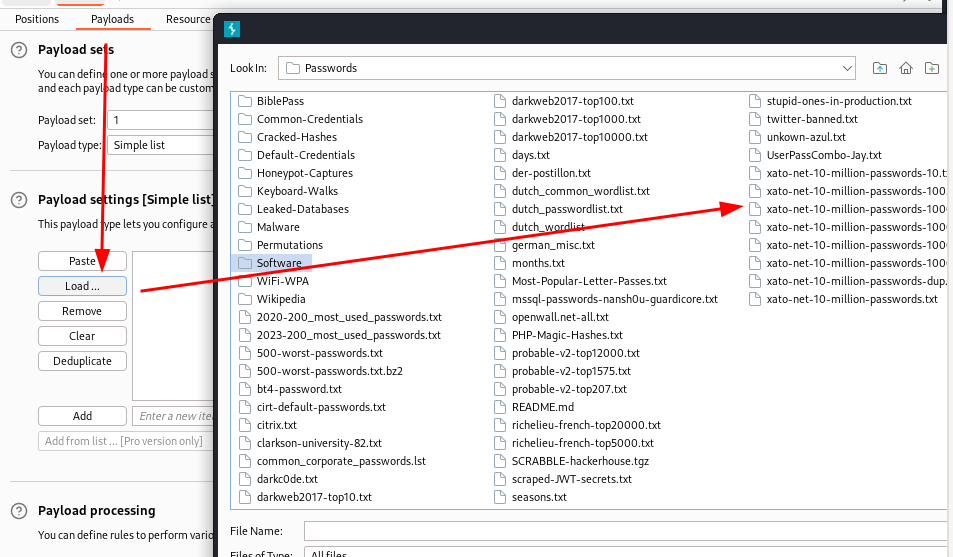 Positions Payloads Resource
Payload sets
You can define one or more payload s
and each payload type can be custom
Payload set: 1
Payload type: Simple list
Payload settings [Simple list]
This payload type lets you configure a
Paste
Load ...
Remove
Clear
Deduplicate
Add Enter a new ite
Add from list ... [Pro version only]
Payload processing
You can define rules to perform vario
Look In: Passwords
BiblePass
Common-Credentials
Cracked-Hashes
Default-Credentials
Honeypot-Captures
Keyboard-Walks
Leaked-Databases
Malware
Permutations
Software
WiFi-WPA
Wikipedia
2020-200_most_used_passwords.txt
2023-200_most_used_passwords.txt
500-worst-passwords.txt
500-worst-passwords.txt.bz2
bt4-password.txt
cirt-default-passwords.txt
citrix.txt
clarkson-university-82.txt
common_corporate_passwords.lst
darkc0de.txt
darkweb2017-top10.txt
darkweb2017-top100.txt
darkweb2017-top1000.txt
darkweb2017-top10000.txt
days.txt
der-postillon.txt
dutch_common_wordlist.txt
dutch_passwordlist.txt
dutch_wordlist
german_misc.txt
months.txt
Most-Popular-Letter-Passes.txt
mssql-passwords-nansh0u-guardicore.txt
openwall.net-all.txt
PHP-Magic-Hashes.txt
probable-v2-top12000.txt
probable-v2-top1575.txt
probable-v2-top207.txt
README.md
richelieu-french-top20000.txt
richelieu-french-top5000.txt
SCRABBLE-hackerhouse.tgz
scraped-JWT-secrets.txt
seasons.txt
stupid-ones-in-production.txt
twitter-banned.txt
unkown-azul.txt
UserPassCombo-Jay.txt
xato-net-10-million-passwords-10.t
xato-net-10-million-passwords-100
xato-net-10-million-passwords-100
xato-net-10-million-passwords-100
xato-net-10-million-passwords-100
xato-net-10-million-passwords-100
xato-net-10-million-passwords-dup.
xato-net-10-million-passwords.txt
File Name:
Files of Type: All files